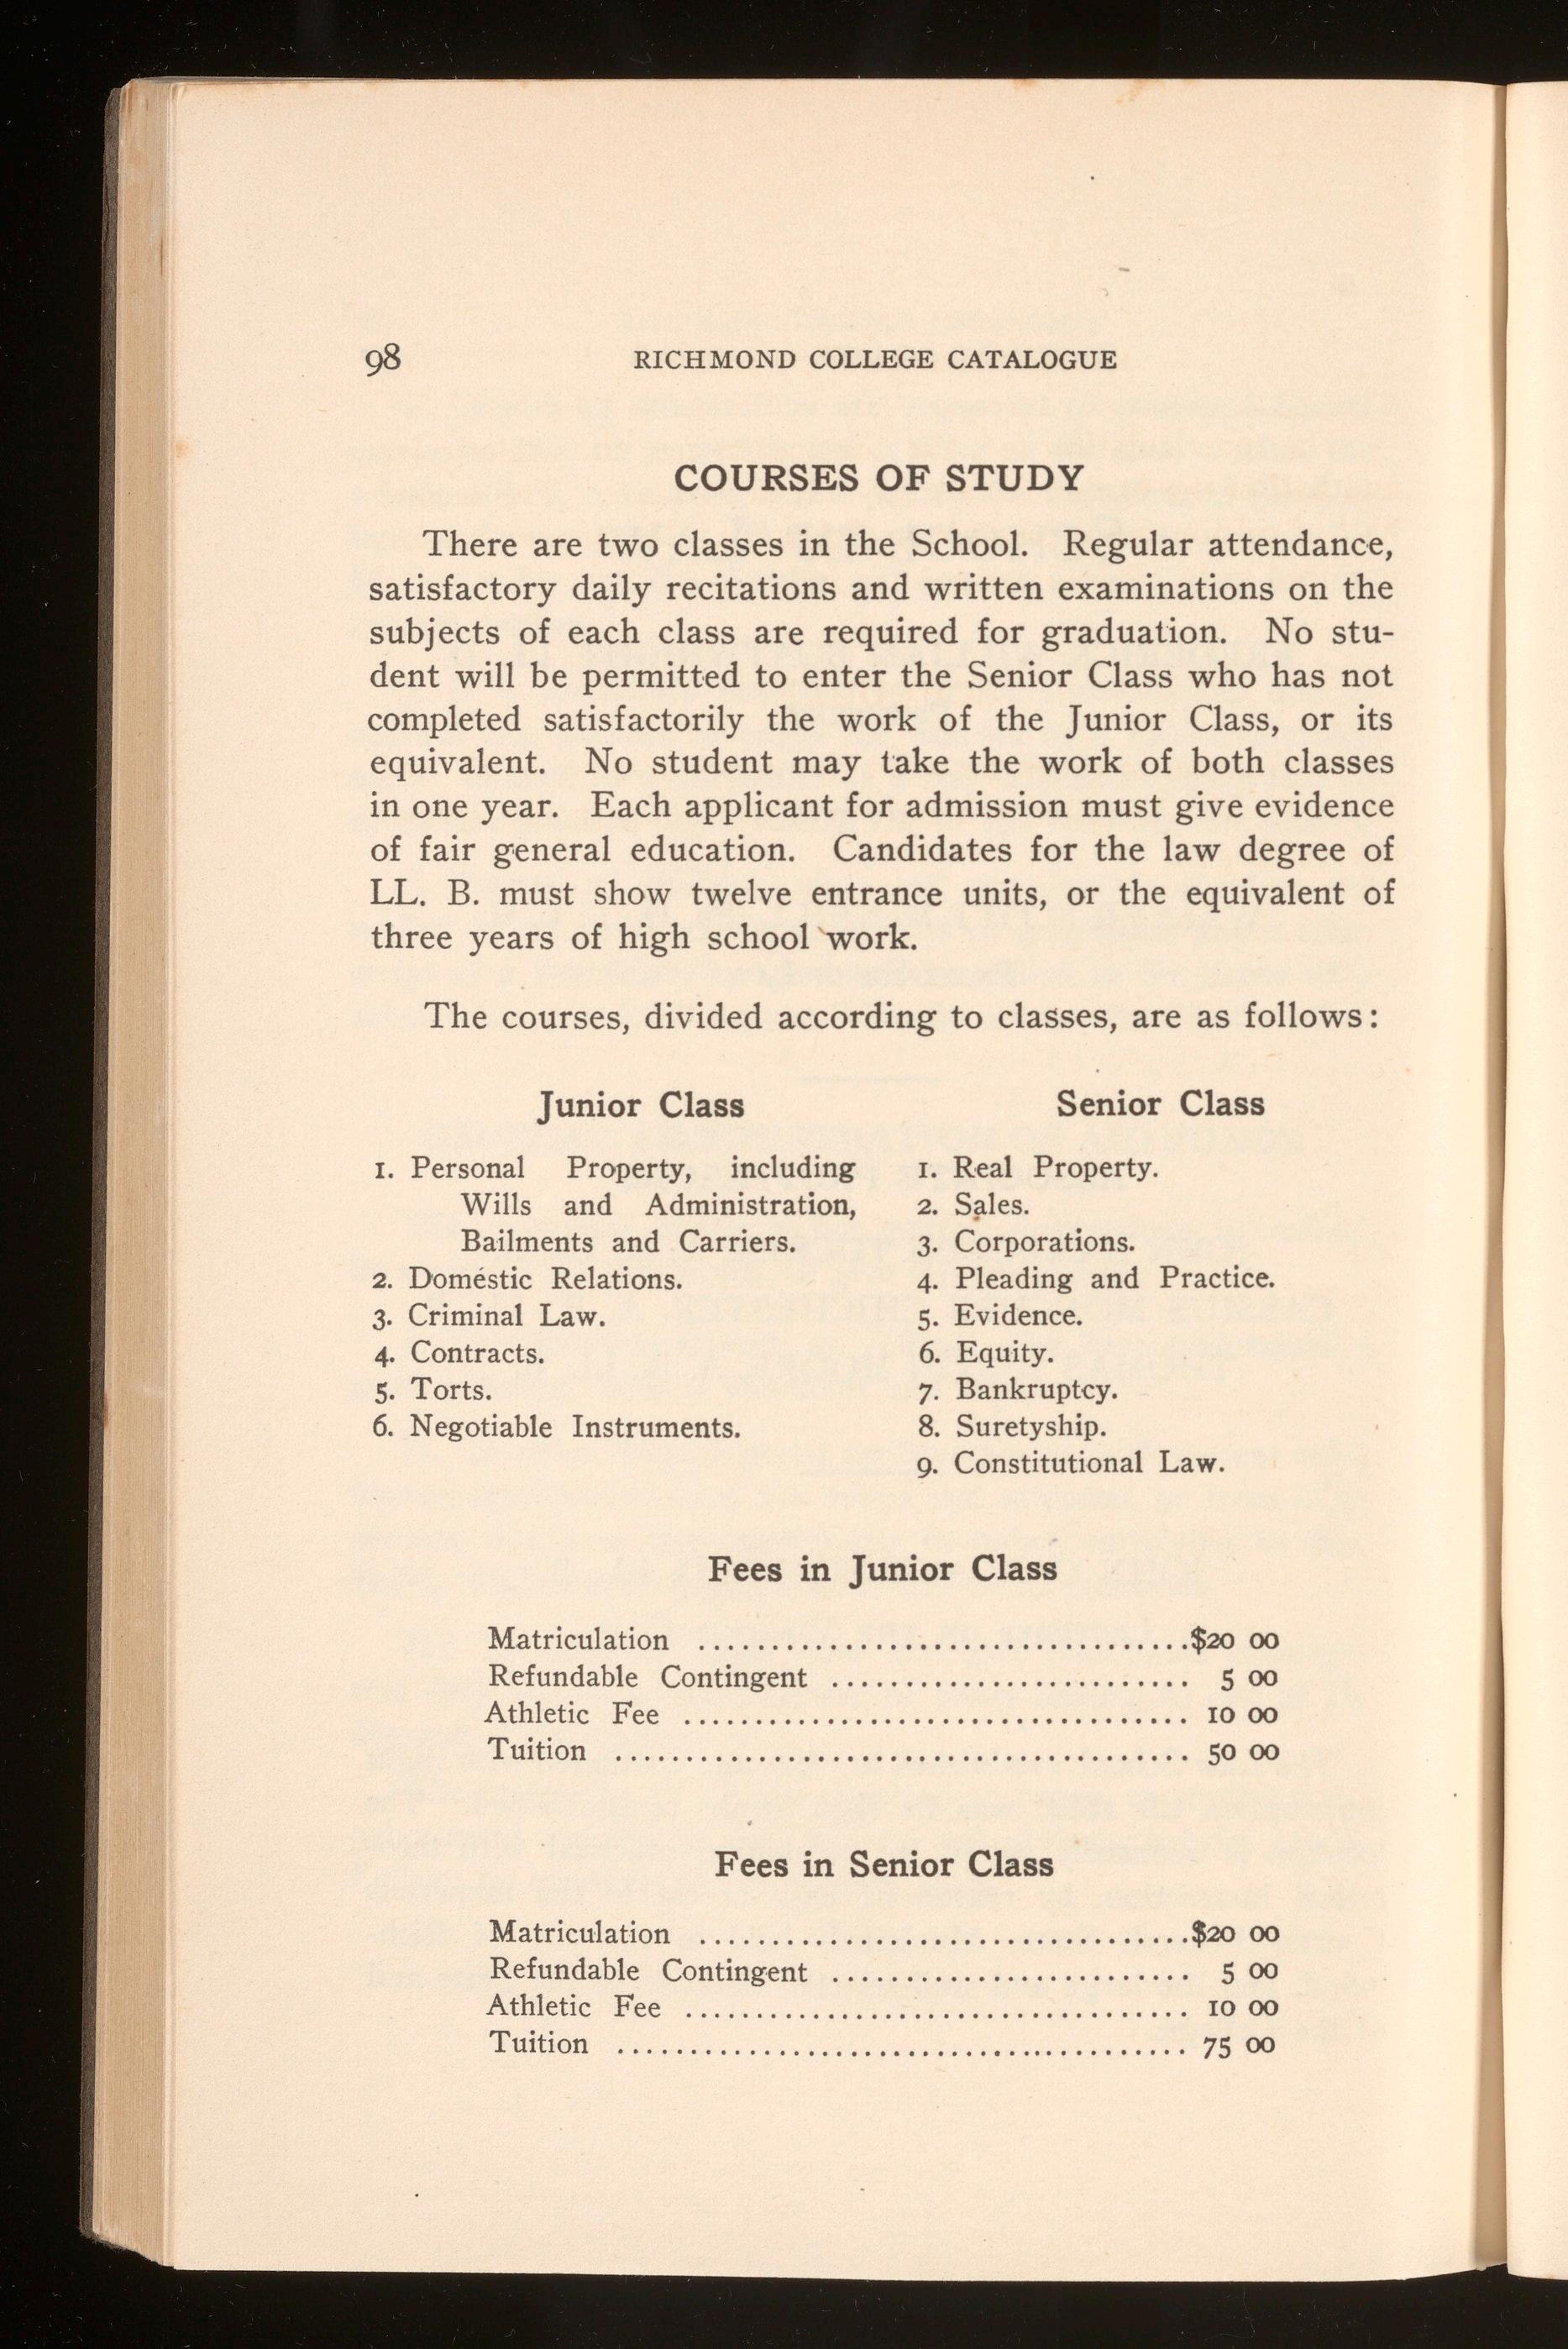 98 RICHMOND COLLEGE CATALOGUE
COURSES OF STUDY
There are two classes in the School. Regular attendance,
satisfactory daily recitations and written examinations on the
subjects of each class are required for graduation. No stu-
dent will be permitted to enter the Senior Class who has not
completed satisfactorily the work of the Junior Class, or its
equivalent. No student may take the work of both classes
in one year. Each applicant for admission must give evidence
of fair general education. Candidates for the law degree of
LL. B. must show twelve entrance units, or the equivalent of
three years of high school work.
The courses, divided according to classes, are as follows:
Junior Class
1. Personal Property, including
Wills and Administration,
Bailments and Carriers.
2. Domestic Relations.
3. Criminal Law.
4. Contracts.
5. Torts.
6. Negotiable Instruments.
Senior Class
1. Real Property.
2. Sales.
3. Corporations.
4. Pleading and Practice.
5. Evidence.
6. Equity.
7. Bankruptcy.
8. Suretyship.
9. Constitutional Law.
Fees in Junior Class
Matriculation ..................................$20 00
Refundable Contingent ......................... 5 00
Athletic Fee ................................... 10 00
Tuition ........................................ 50 00
Fees in Senior Class
Matriculation ..................................$20 00
Refundable Contingent ......................... 5 00
Athletic Fee ................................... 10 00
Tuition ........................................ 75 00